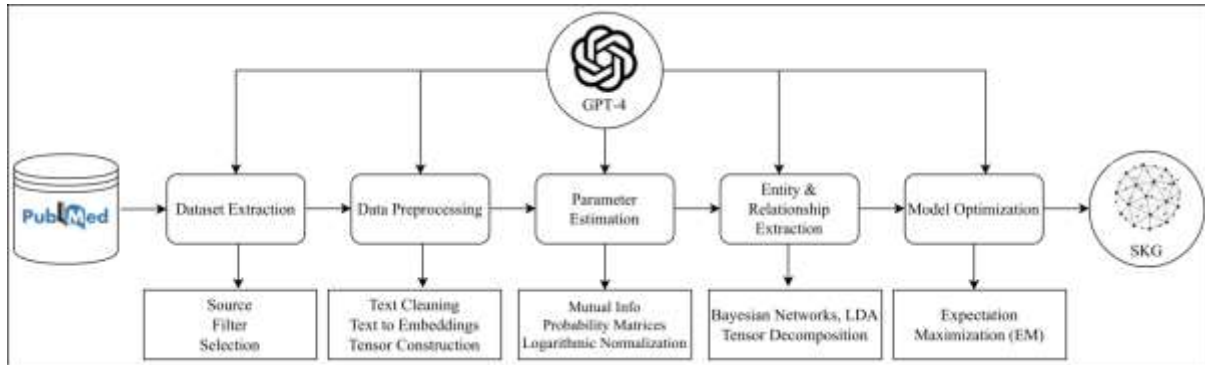 GPT-4
PubMed
Dataset Extraction
Data Preprocessing
Parameter
Estimation
Entity &
Relationship
Extraction
Model Optimization
SKG
Source
Filter
Selection
Text Cleaning
Text to Embeddings
Tensor Construction
Mutual Info
Probability Matrices
Logarithmic Normalization
Bayesian Networks, LDA
Tensor Decomposition
Expectation
Maximization (EM)